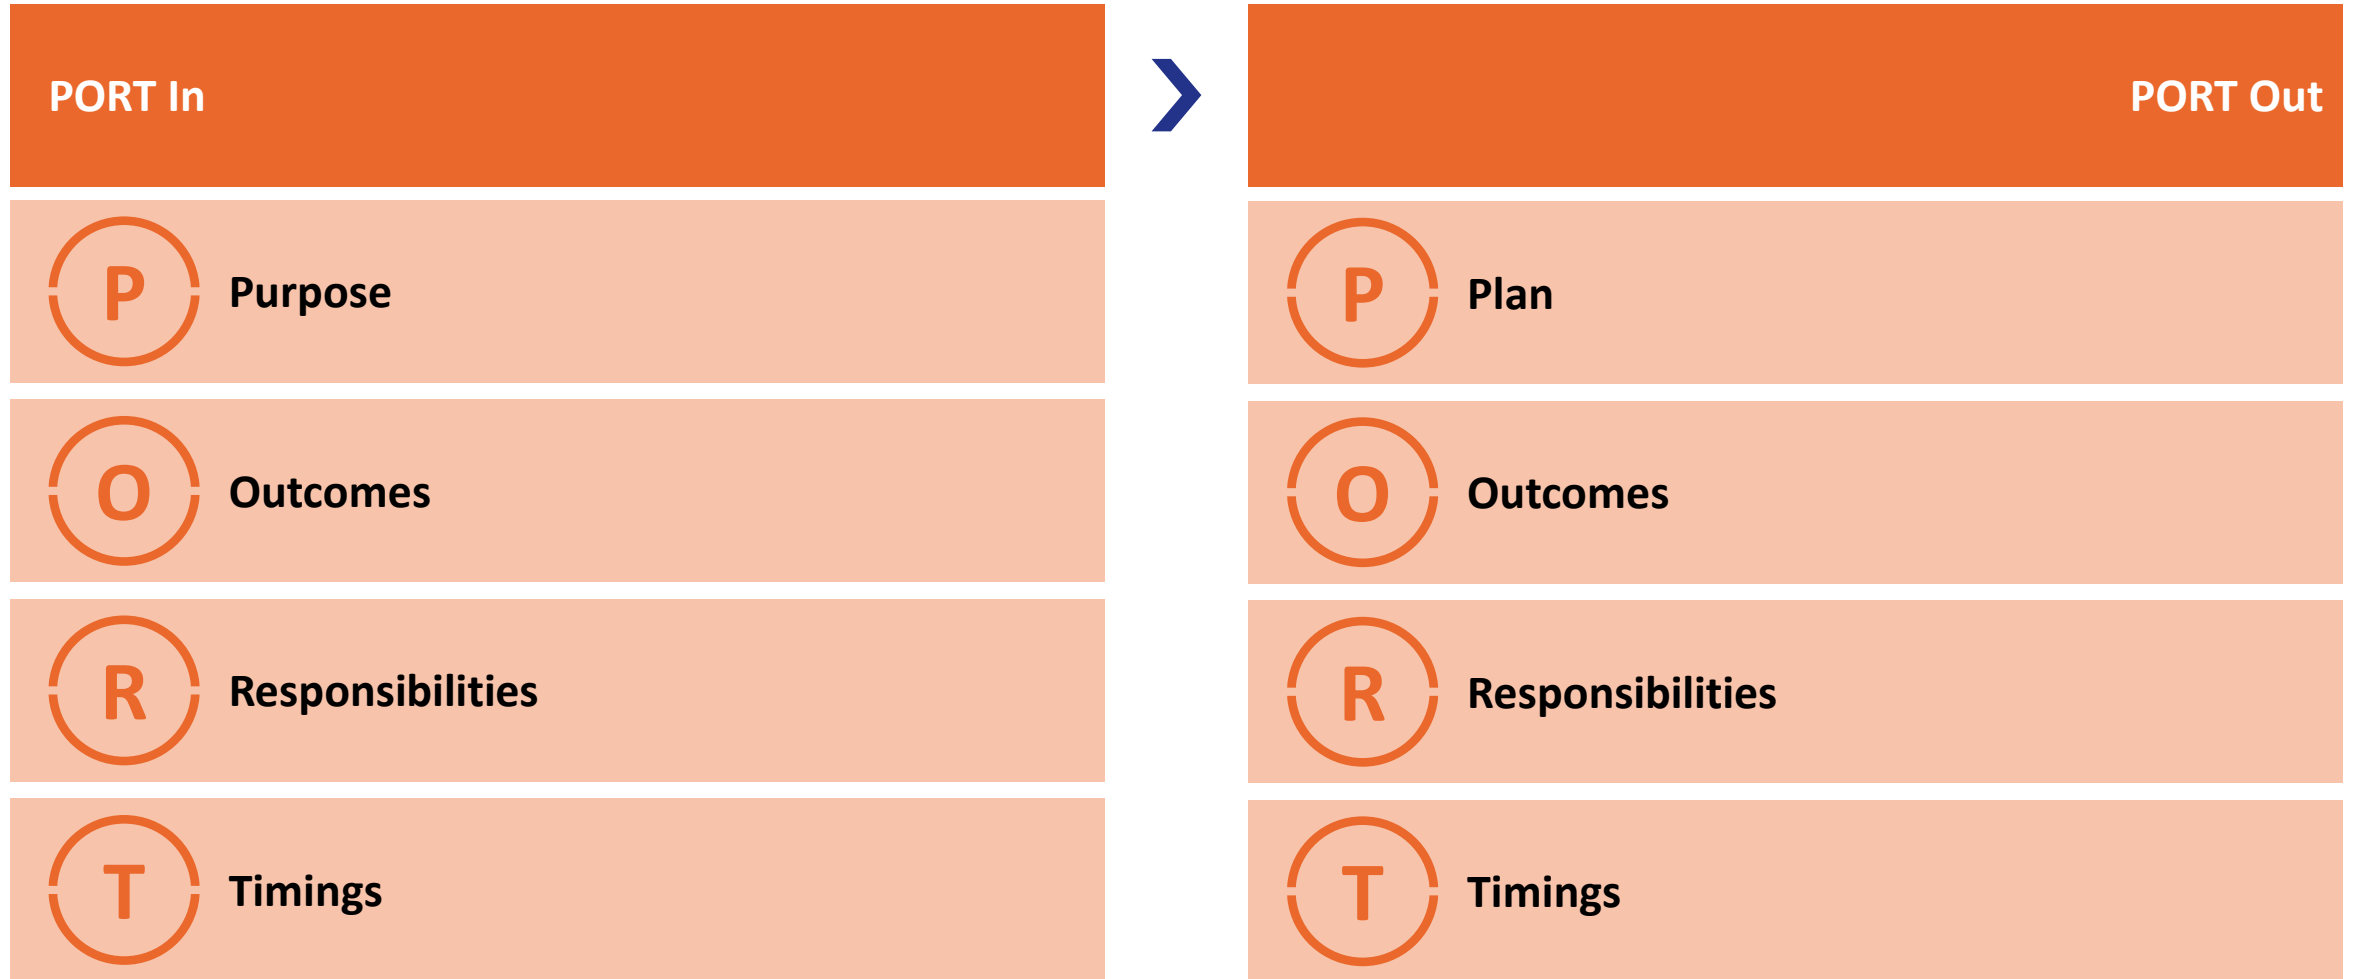 PORT In
P Purpose
O Outcomes
R Responsibilities
T Timings
PORT Out
P Plan
O Outcomes
R Responsibilities
T Timings